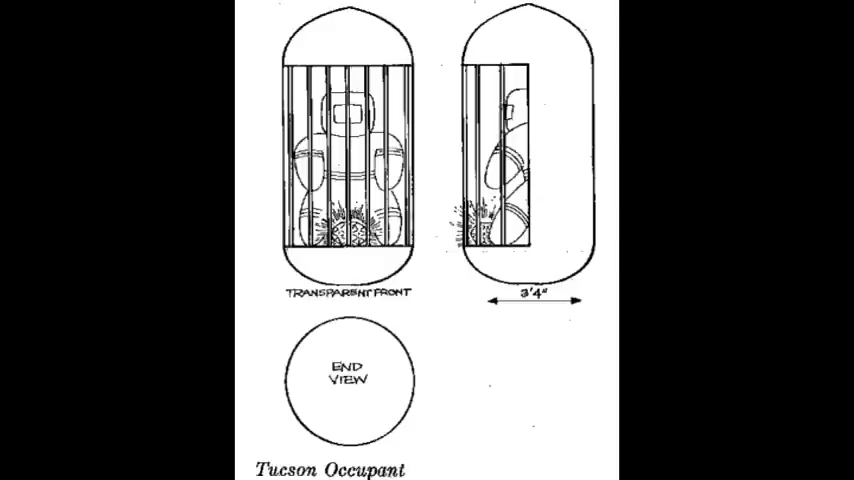 TRANSPARENT FRONT
3'4"
END
VIEW
Tucson Occupant